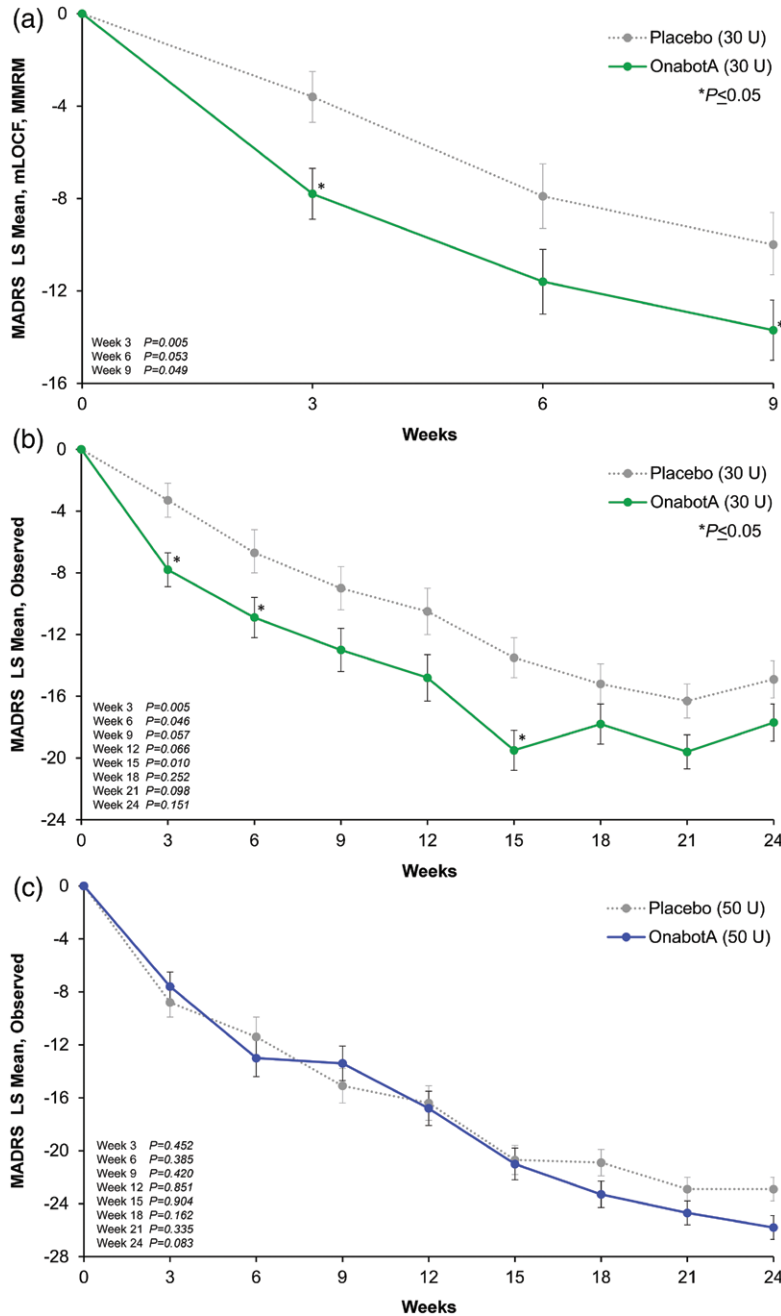 (a)
0
-4
-8
-12
-16
MADRS LS Mean, mLOCF, MMRM
Placebo (30 U)
OnabotA (30 U)
*P≤0.05
*
*
Week 3 P=0.005
Week 6 P=0.053
Week 9 P=0.049
0 3 6 9
Weeks
(b)
0
-4
-8
-12
-16
-20
-24
MADRS LS Mean, Observed
Placebo (30 U)
OnabotA (30 U)
*P≤0.05
*
*
*
Week 3 P=0.005
Week 6 P=0.046
Week 9 P=0.057
Week 12 P=0.066
Week 15 P=0.010
Week 18 P=0.252
Week 21 P=0.098
Week 24 P=0.151
0 3 6 9 12 15 18 21 24
Weeks
(c)
0
-4
-8
-12
-16
-20
-24
-28
MADRS LS Mean, Observed
Placebo (50 U)
OnabotA (50 U)
Week 3 P=0.452
Week 6 P=0.385
Week 9 P=0.420
Week 12 P=0.851
Week 15 P=0.904
Week 18 P=0.162
Week 21 P=0.335
Week 24 P=0.083
0 3 6 9 12 15 18 21 24
Weeks